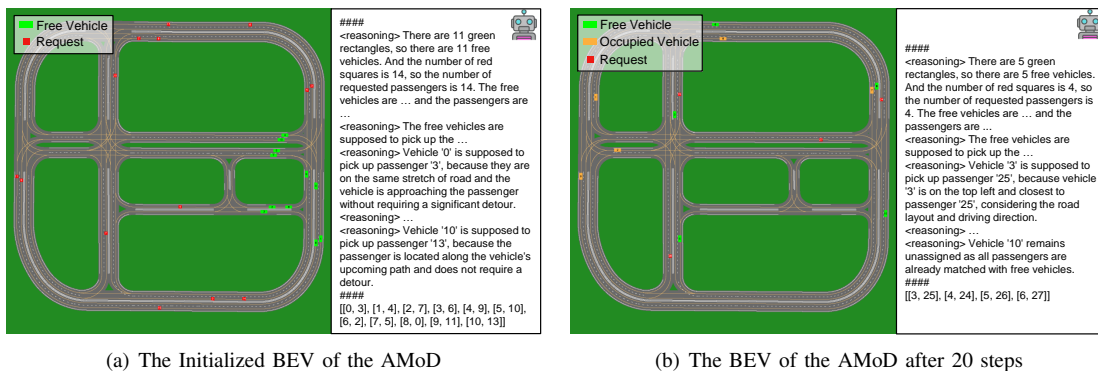 Free Vehicle
Request
####
<reasoning> There are 11 green
rectangles, so there are 11 free
vehicles. And the number of red
squares is 14, so the number of
requested passengers is 14. The free
vehicles are … and the passengers are
…
<reasoning> The free vehicles are
supposed to pick up the …
<reasoning> Vehicle '0' is supposed to
pick up passenger '3', because they are
on the same stretch of road and the
vehicle is approaching the passenger
without requiring a significant detour.
<reasoning> …
<reasoning> Vehicle '10' is supposed to
pick up passenger '13', because the
passenger is located along the vehicle's
upcoming path and does not require a
detour.
####
[[0, 3], [1, 4], [2, 7], [3, 6], [4, 9], [5, 10],
[6, 2], [7, 5], [8, 0], [9, 11], [10, 13]]
(a) The Initialized BEV of the AMoD
Free Vehicle
Occupied Vehicle
Request
####
<reasoning> There are 5 green
rectangles, so there are 5 free vehicles.
And the number of red squares is 4, so
the number of requested passengers is
4. The free vehicles are … and the
passengers are ...
<reasoning> The free vehicles are
supposed to pick up the …
<reasoning> Vehicle '3' is supposed to
pick up passenger '25', because vehicle
'3' is on the top left and closest to
passenger '25', considering the road
layout and driving direction.
<reasoning> …
<reasoning> Vehicle '10' remains
unassigned as all passengers are
already matched with free vehicles.
####
[[3, 25], [4, 24], [5, 26], [6, 27]]
(b) The BEV of the AMoD after 20 steps